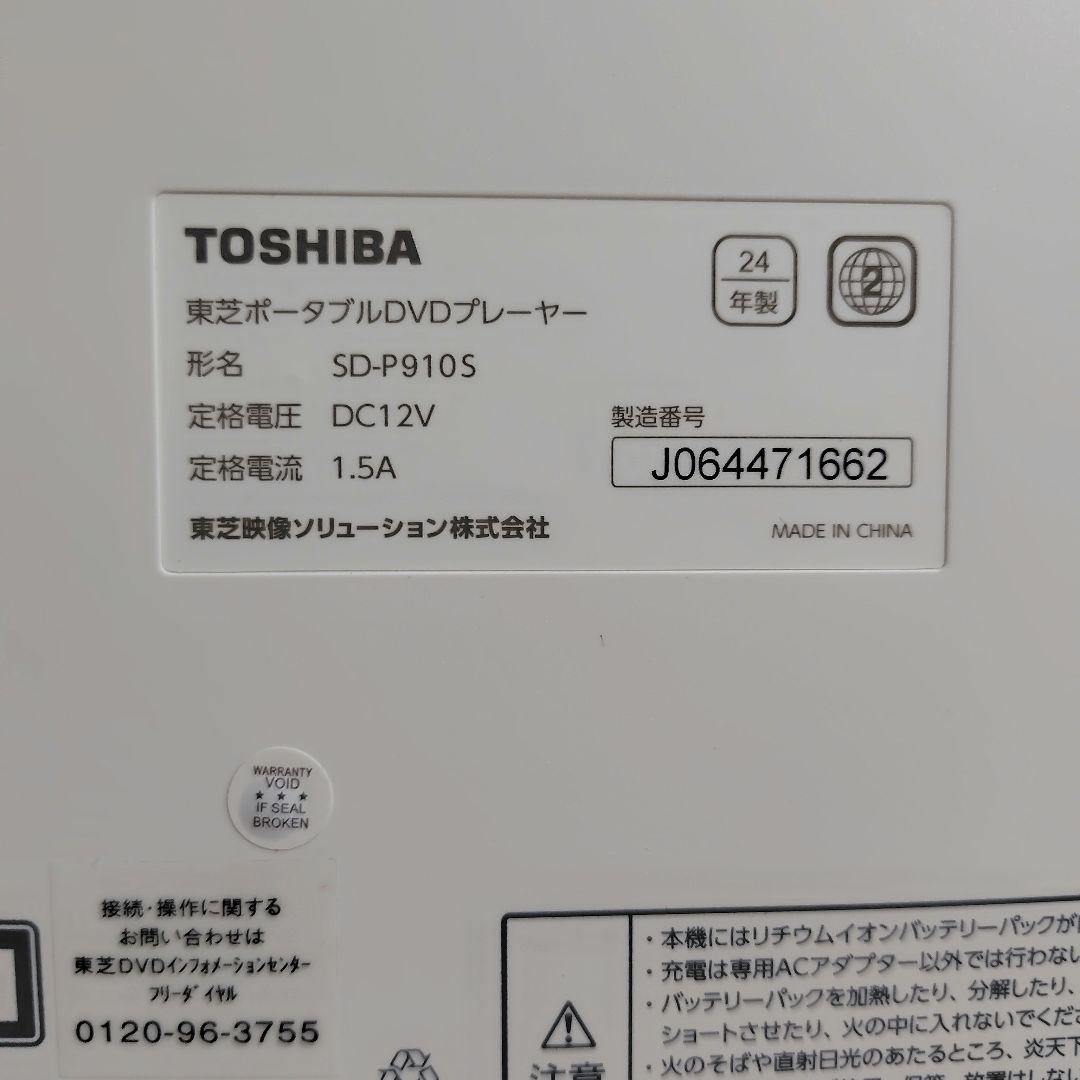 TOSHIBA
東芝ポータブルDVDプレーヤー
形名 SD-P910S
定格電圧 DC12V
定格電流 1.5A
東芝映像ソリューション株式会社
24
年製
2
製造番号
J064471662
MADE IN CHINA
WARRANTY
VOID
★ ★ ★
IF SEAL
BROKEN
接続・操作に関する
お問い合わせは
東芝DVDインフォメーションセンター
フリーダイヤル
0120-96-3755
注意
・本機にはリチウムイオンバッテリーパックが
・充電は専用ACアダプター以外では行わない
・バッテリーパックを加熱したり、分解したり、
ショートさせたり、火の中に入れないでくださ
・火のそばや直射日光のあたるところ、炎天下